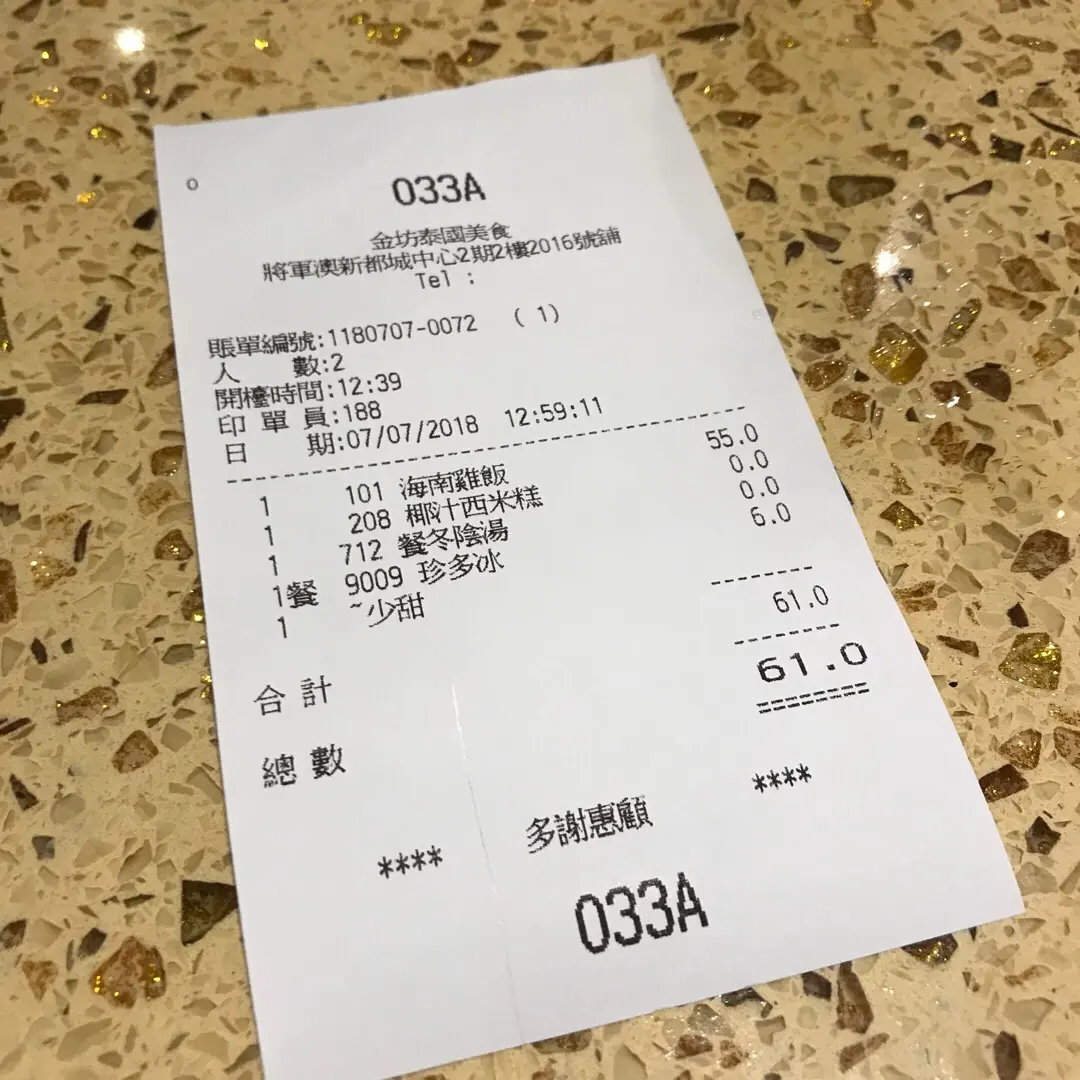 0
033A
金坊泰國美食
將軍澳新都城中心2期2樓2016號舖
Tel :
賬單編號:1180707-0072 ( 1)
人 數:2
開檯時間:12:39
印 單 員:188
日 期:07/07/2018 12:59:11
1 101 海南雞飯 55.0
1 208 椰汁西米糕 0.0
1 712 餐冬陰湯 0.0
1餐 9009 珍多冰 6.0
1 ~少甜
合 計 61.0
總 數 61.0
**** 多謝惠顧 ****
033A